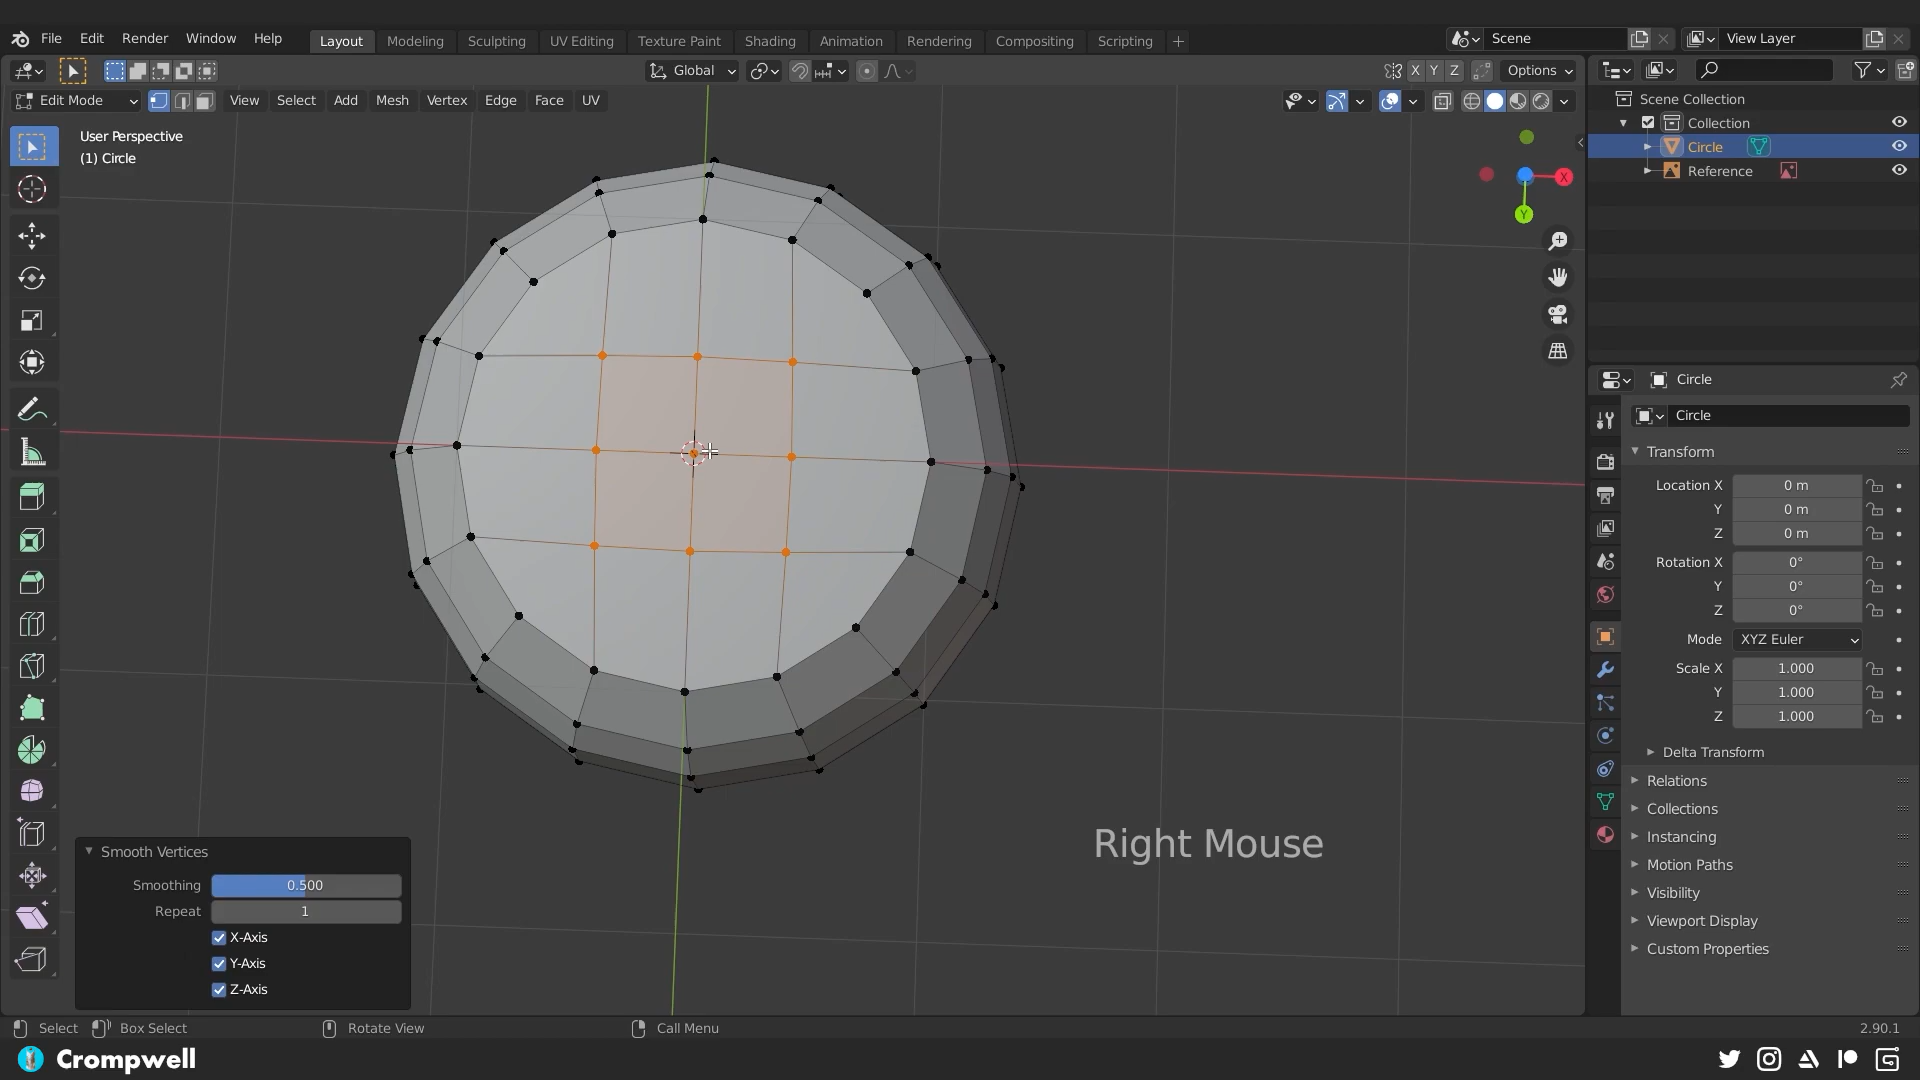 File Edit Render Window Help Layout Modeling Sculpting UV Editing Texture Paint Shading Animation Rendering Compositing Scripting Scene View Layer
Global X Y Z Options
Edit Mode View Select Add Mesh Vertex Edge Face UV
User Perspective
(1) Circle
X
Y
Scene Collection
Collection
Circle
Reference
Circle
Circle
Transform
Location X 0 m
Y 0 m
Z 0 m
Rotation X 0°
Y 0°
Z 0°
Mode XYZ Euler
Scale X 1.000
Y 1.000
Z 1.000
Delta Transform
Relations
Collections
Instancing
Motion Paths
Visibility
Viewport Display
Custom Properties
Right Mouse
Smooth Vertices
Smoothing 0.500
Repeat 1
X-Axis
Y-Axis
Z-Axis
Select Box Select Rotate View Call Menu 2.90.1
Crompwell